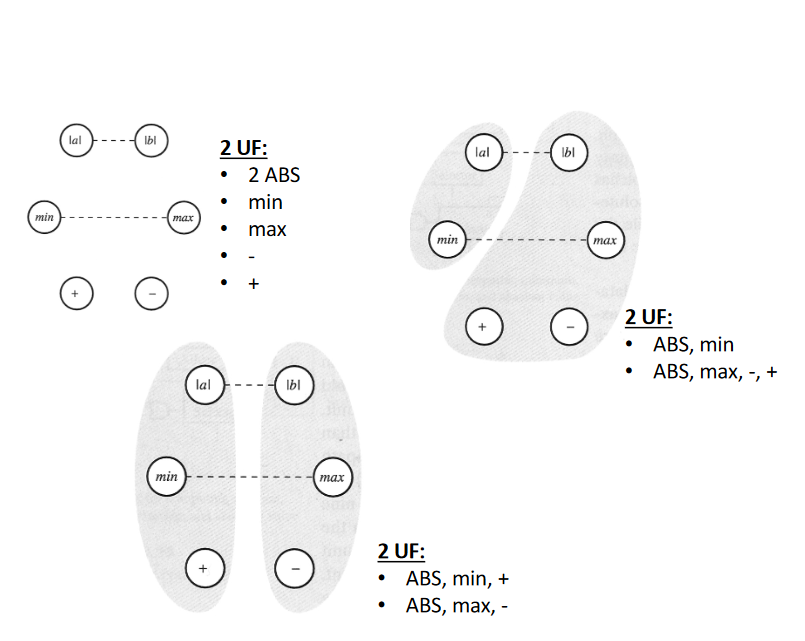 |a|
|b|
min
max
+
−
2 UF:
• 2 ABS
• min
• max
• -
• +
|a|
|b|
min
max
+
−
2 UF:
• ABS, min
• ABS, max, -, +
|a|
|b|
min
max
+
−
2 UF:
• ABS, min, +
• ABS, max, -